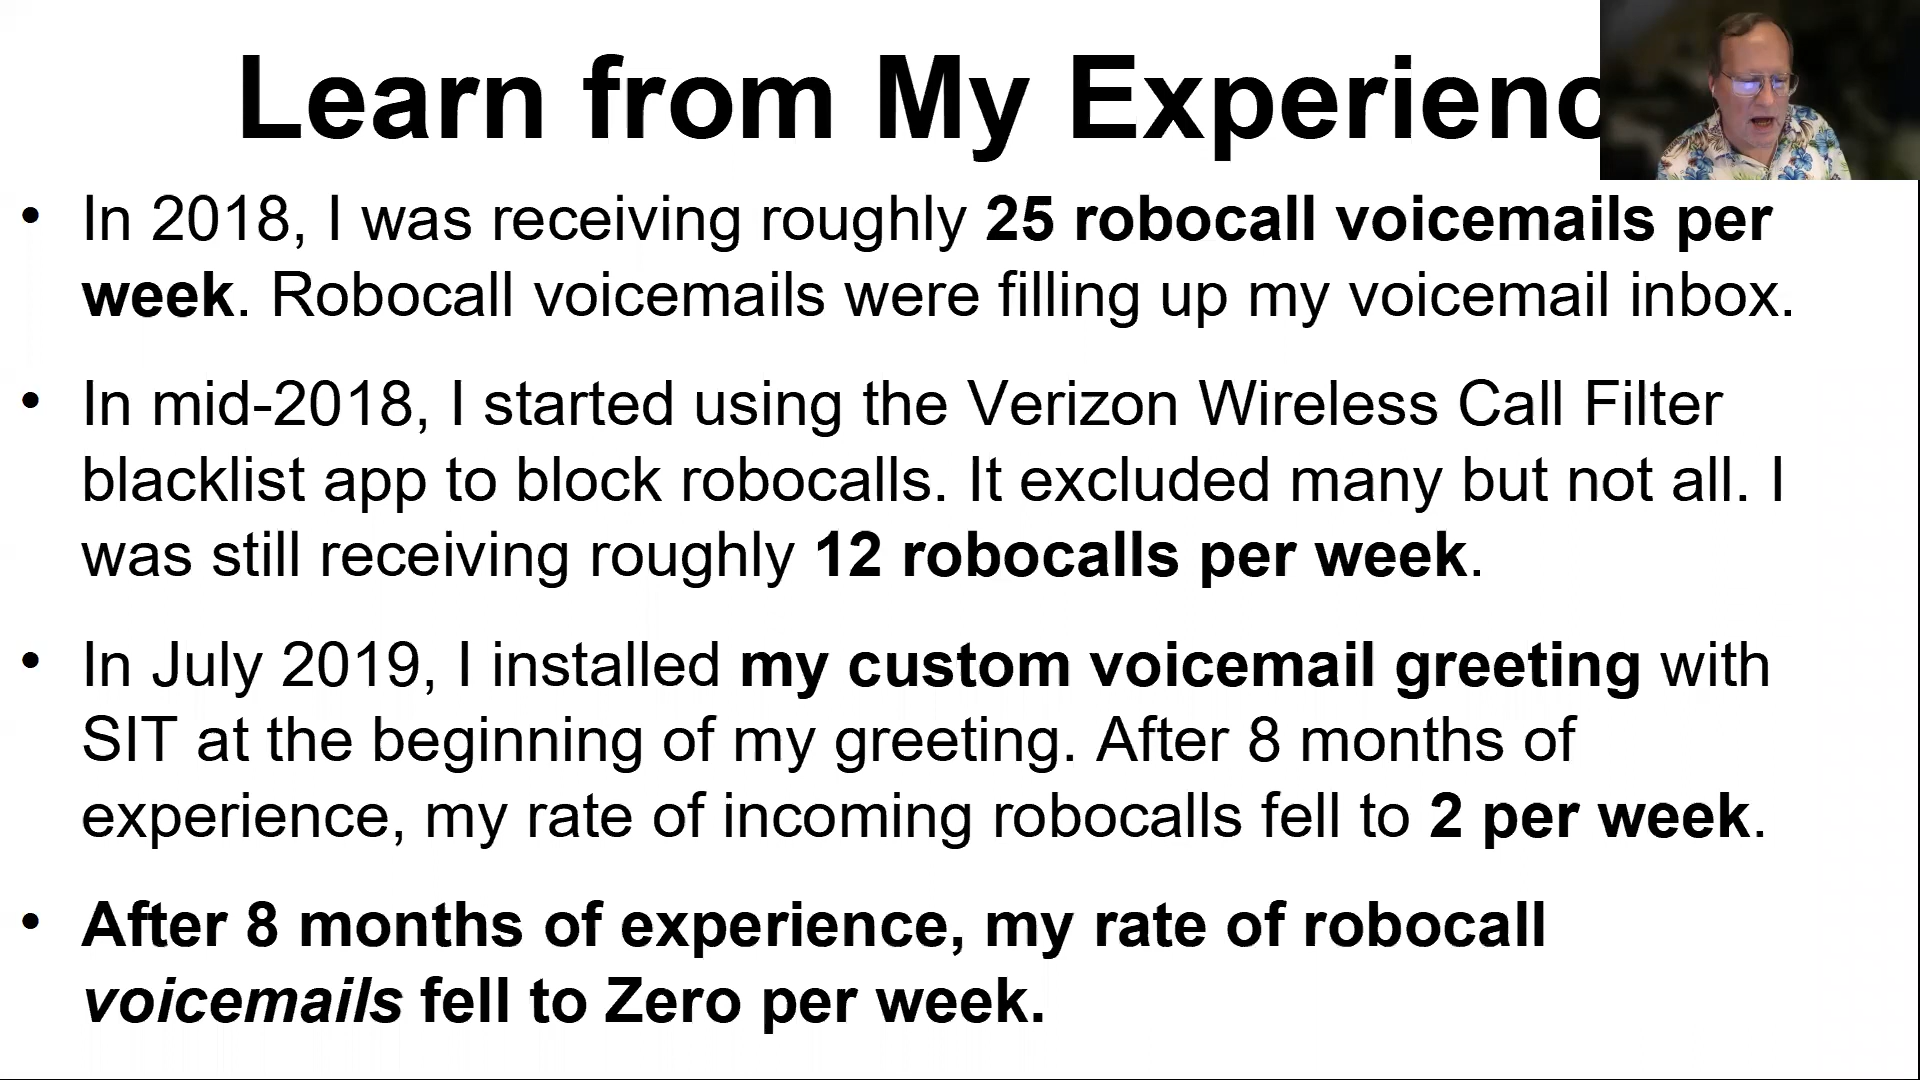 Learn from My Experienc
• In 2018, I was receiving roughly 25 robocall voicemails per
week. Robocall voicemails were filling up my voicemail inbox.
• In mid-2018, I started using the Verizon Wireless Call Filter
blacklist app to block robocalls. It excluded many but not all. I
was still receiving roughly 12 robocalls per week.
• In July 2019, I installed my custom voicemail greeting with
SIT at the beginning of my greeting. After 8 months of
experience, my rate of incoming robocalls fell to 2 per week.
• After 8 months of experience, my rate of robocall
voicemails fell to Zero per week.